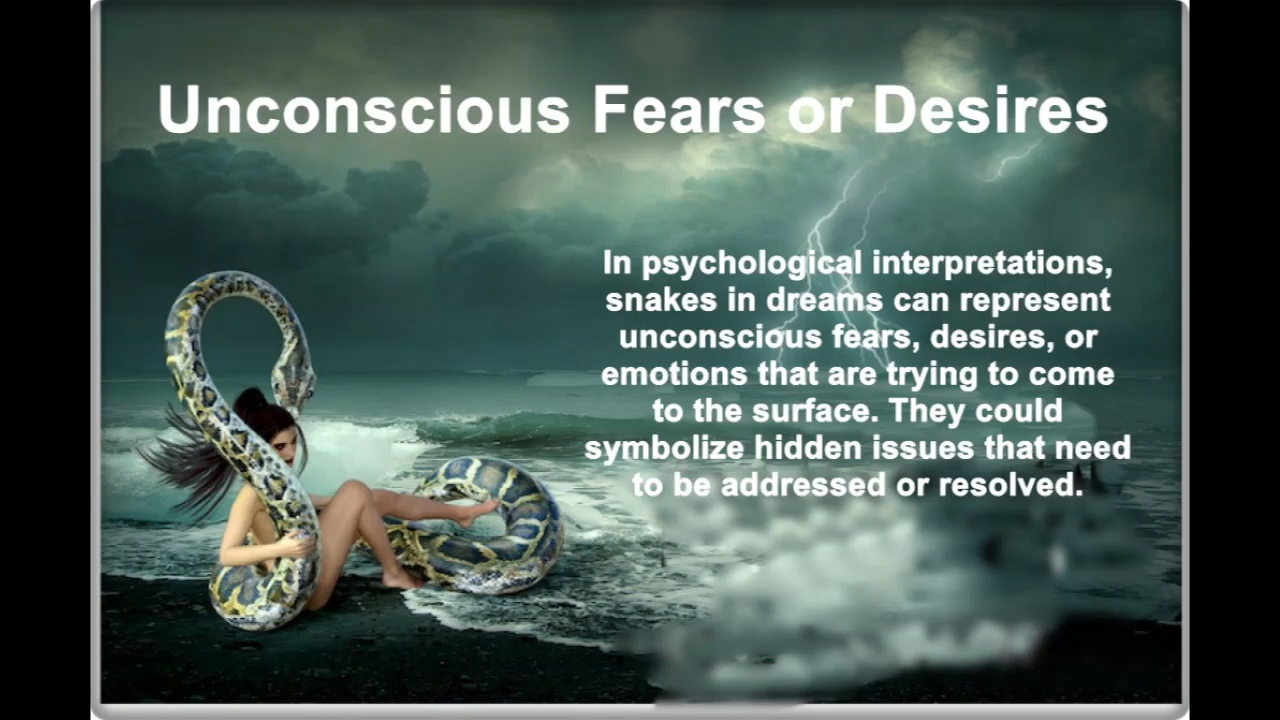 Unconscious Fears or Desires
In psychological interpretations,
snakes in dreams can represent
unconscious fears, desires, or
emotions that are trying to come
to the surface. They could
symbolize hidden issues that need
to be addressed or resolved.